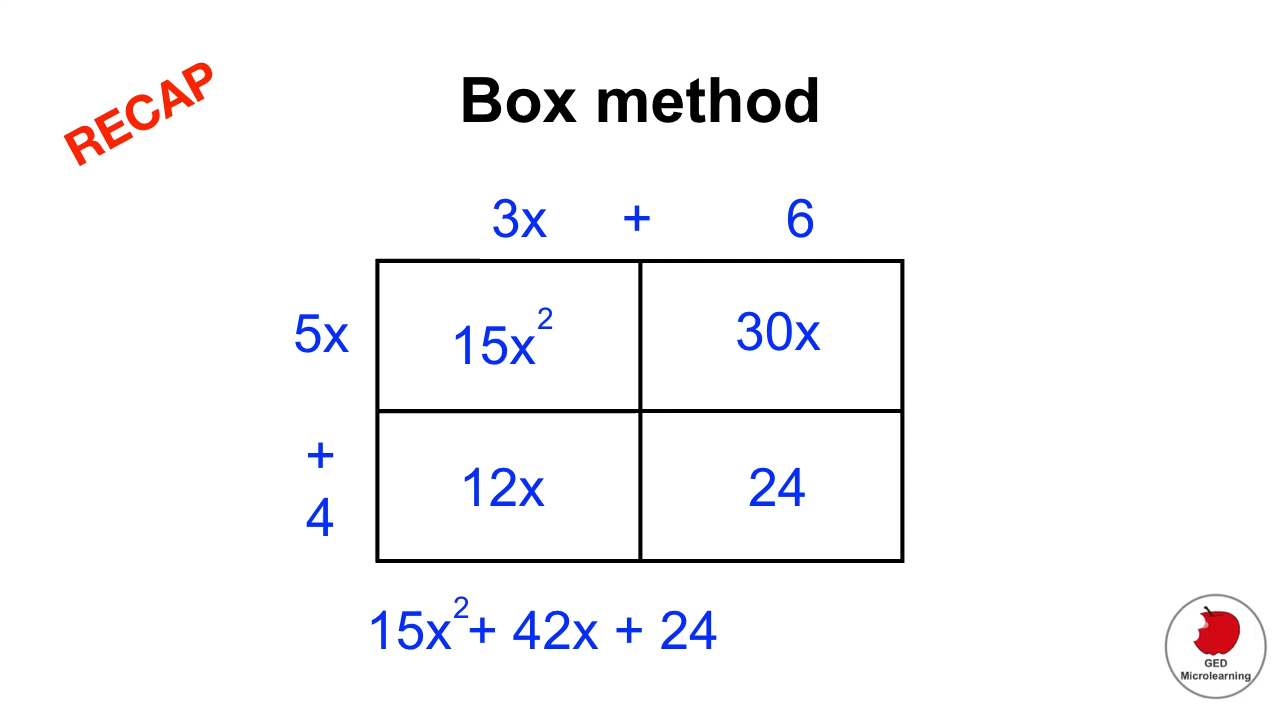 RECAP
Box method
3x + 6
5x 15x² 30x
+
4 12x 24
15x² + 42x + 24
GED
Microlearning